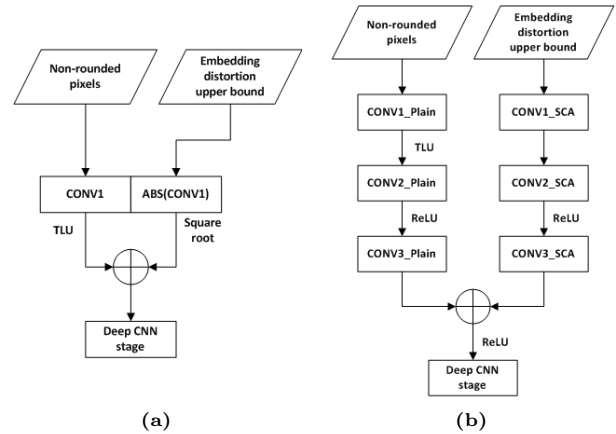 Non-rounded
pixels
Embedding
distortion
upper bound
CONV1
ABS(CONV1)
TLU
Square
root
Deep CNN
stage
(a)
Non-rounded
pixels
Embedding distortion
upper bound
CONV1_Plain
CONV1_SCA
TLU
CONV2_Plain
CONV2_SCA
ReLU
ReLU
CONV3_Plain
CONV3_SCA
ReLU
Deep CNN
stage
(b)